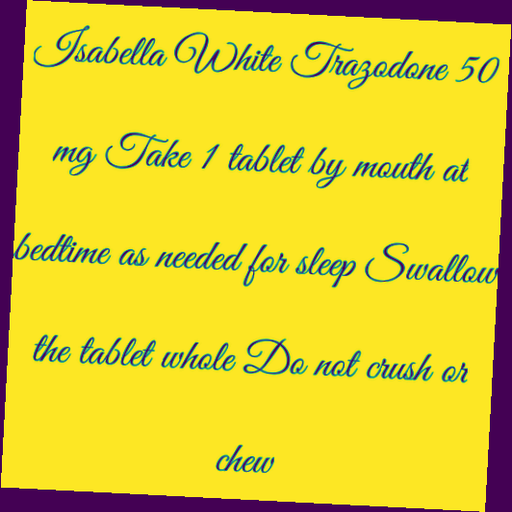 Isabella White Trazodone 50
mg Take 1 tablet by mouth at
bedtime as needed for sleep Swallow
the tablet whole Do not crush or
chew